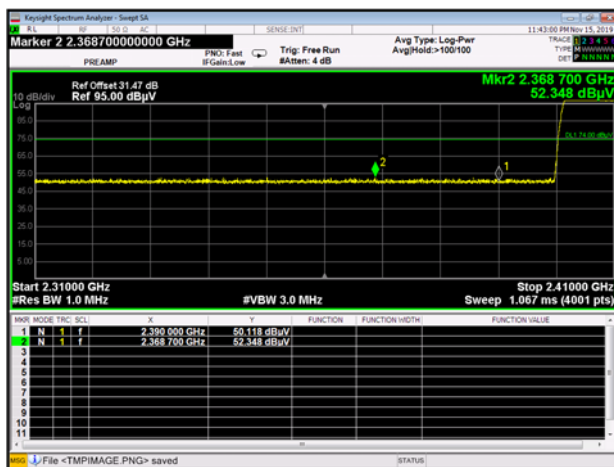 Keysight Spectrum Analyzer - Swept SA
RL RF 50 Ω AC SENSE:INT 11:43:00 PM Nov 15, 2019
Marker 2 2.368700000000 GHz
PREAMP
PNO: Fast
IFGain:Low
Trig: Free Run
#Atten: 4 dB
Avg Type: Log-Pwr
Avg|Hold:>100/100
TRACE 1 2 3 4 5
TYPE M
DET P N N N N N
Mkr2 2.368 700 GHz
52.348 dBµV
Ref Offset 31.47 dB
10 dB/div Ref 95.00 dBµV
Log
85.0
75.0
DL1 74.00 dBµV
65.0
55.0
45.0
35.0
25.0
15.0
5.00
2
1
Start 2.31000 GHz Stop 2.41000 GHz
#Res BW 1.0 MHz #VBW 3.0 MHz Sweep 1.067 ms (4001 pts)
MKR MODE TRC SCL X Y FUNCTION FUNCTION WIDTH FUNCTION VALUE
1 N 1 f 2.390 000 GHz 50.118 dBµV
2 N 1 f 2.368 700 GHz 52.348 dBµV
3
4
5
6
7
8
9
10
11
MSG File <TMPIMAGE.PNG> saved STATUS